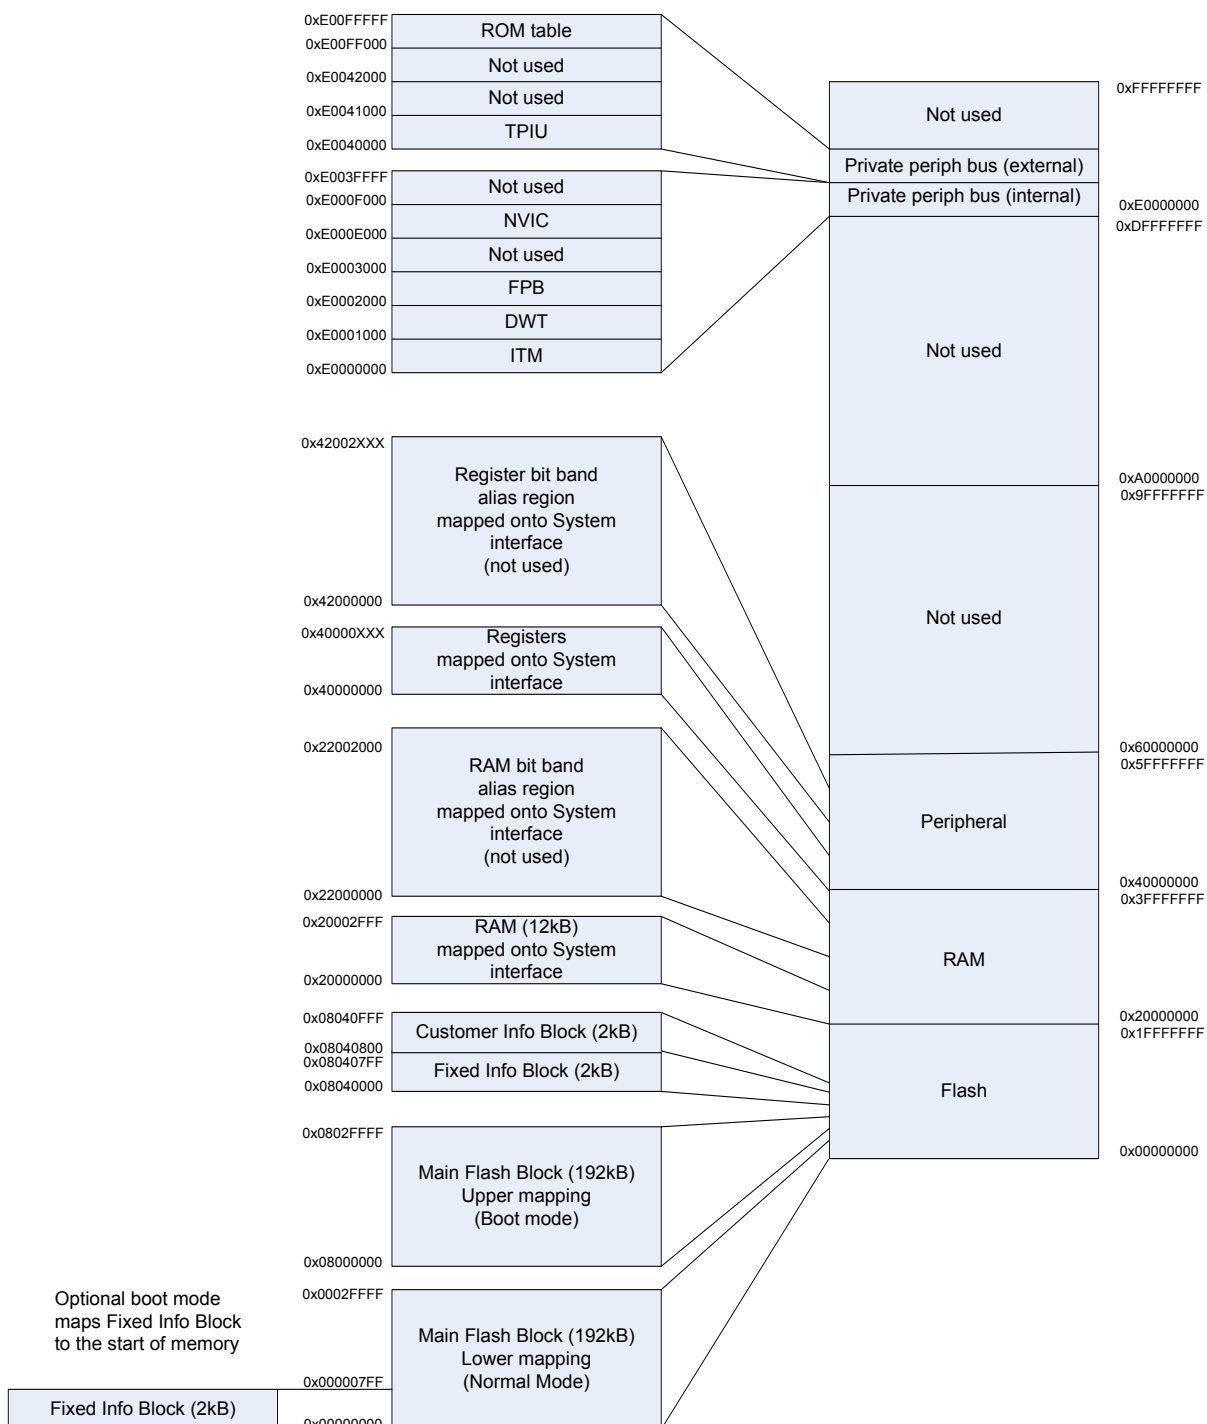 0xE00FFFFF
ROM table
0xE00FF000
Not used
0xE0042000
Not used
0xE0041000
TPIU
0xE0040000
0xE003FFFF
Not used
0xE000F000
NVIC
0xE000E000
Not used
0xE0003000
FPB
0xE0002000
DWT
0xE0001000
ITM
0xE0000000
0x42002XXX
Register bit band
alias region
mapped onto System
interface
(not used)
0x42000000
0x40000XXX
Registers
mapped onto System
interface
0x40000000
0x22002000
RAM bit band
alias region
mapped onto System
interface
(not used)
0x22000000
0x20002FFF
RAM (12kB)
mapped onto System
interface
0x20000000
0x08040FFF
Customer Info Block (2kB)
0x08040800
0x080407FF
Fixed Info Block (2kB)
0x08040000
0x0802FFFF
Main Flash Block (192kB)
Upper mapping
(Boot mode)
0x08000000
0x0002FFFF
Main Flash Block (192kB)
Lower mapping
(Normal Mode)
0x000007FF
0x00000000
Optional boot mode
maps Fixed Info Block
to the start of memory
Fixed Info Block (2kB)
0xFFFFFFFF
Not used
Private periph bus (external)
Private periph bus (internal)
0xE0000000
0xDFFFFFFF
Not used
0xA0000000
0x9FFFFFFF
Not used
0x60000000
0x5FFFFFFF
Peripheral
0x40000000
0x3FFFFFFF
RAM
0x20000000
0x1FFFFFFF
Flash
0x00000000